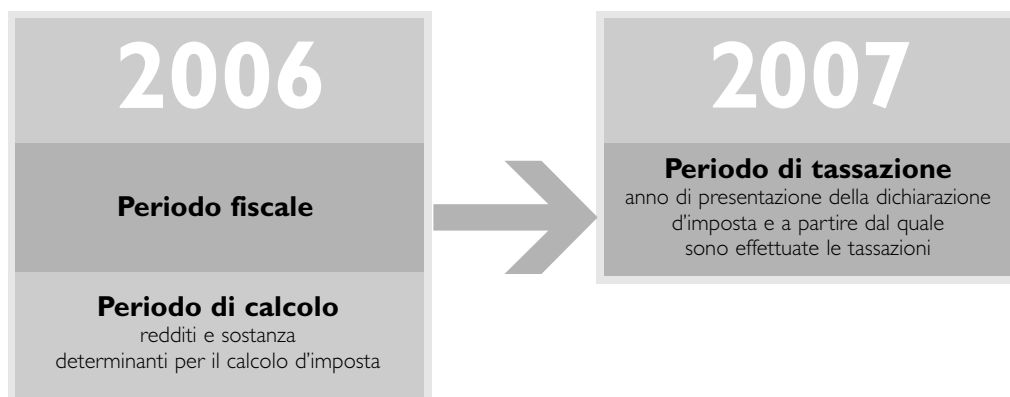 2006
Periodo fiscale
Periodo di calcolo
redditi e sostanza
determinanti per il calcolo d'imposta
2007
Periodo di tassazione
anno di presentazione della dichiarazione
d'imposta e a partire dal quale
sono effettuate le tassazioni